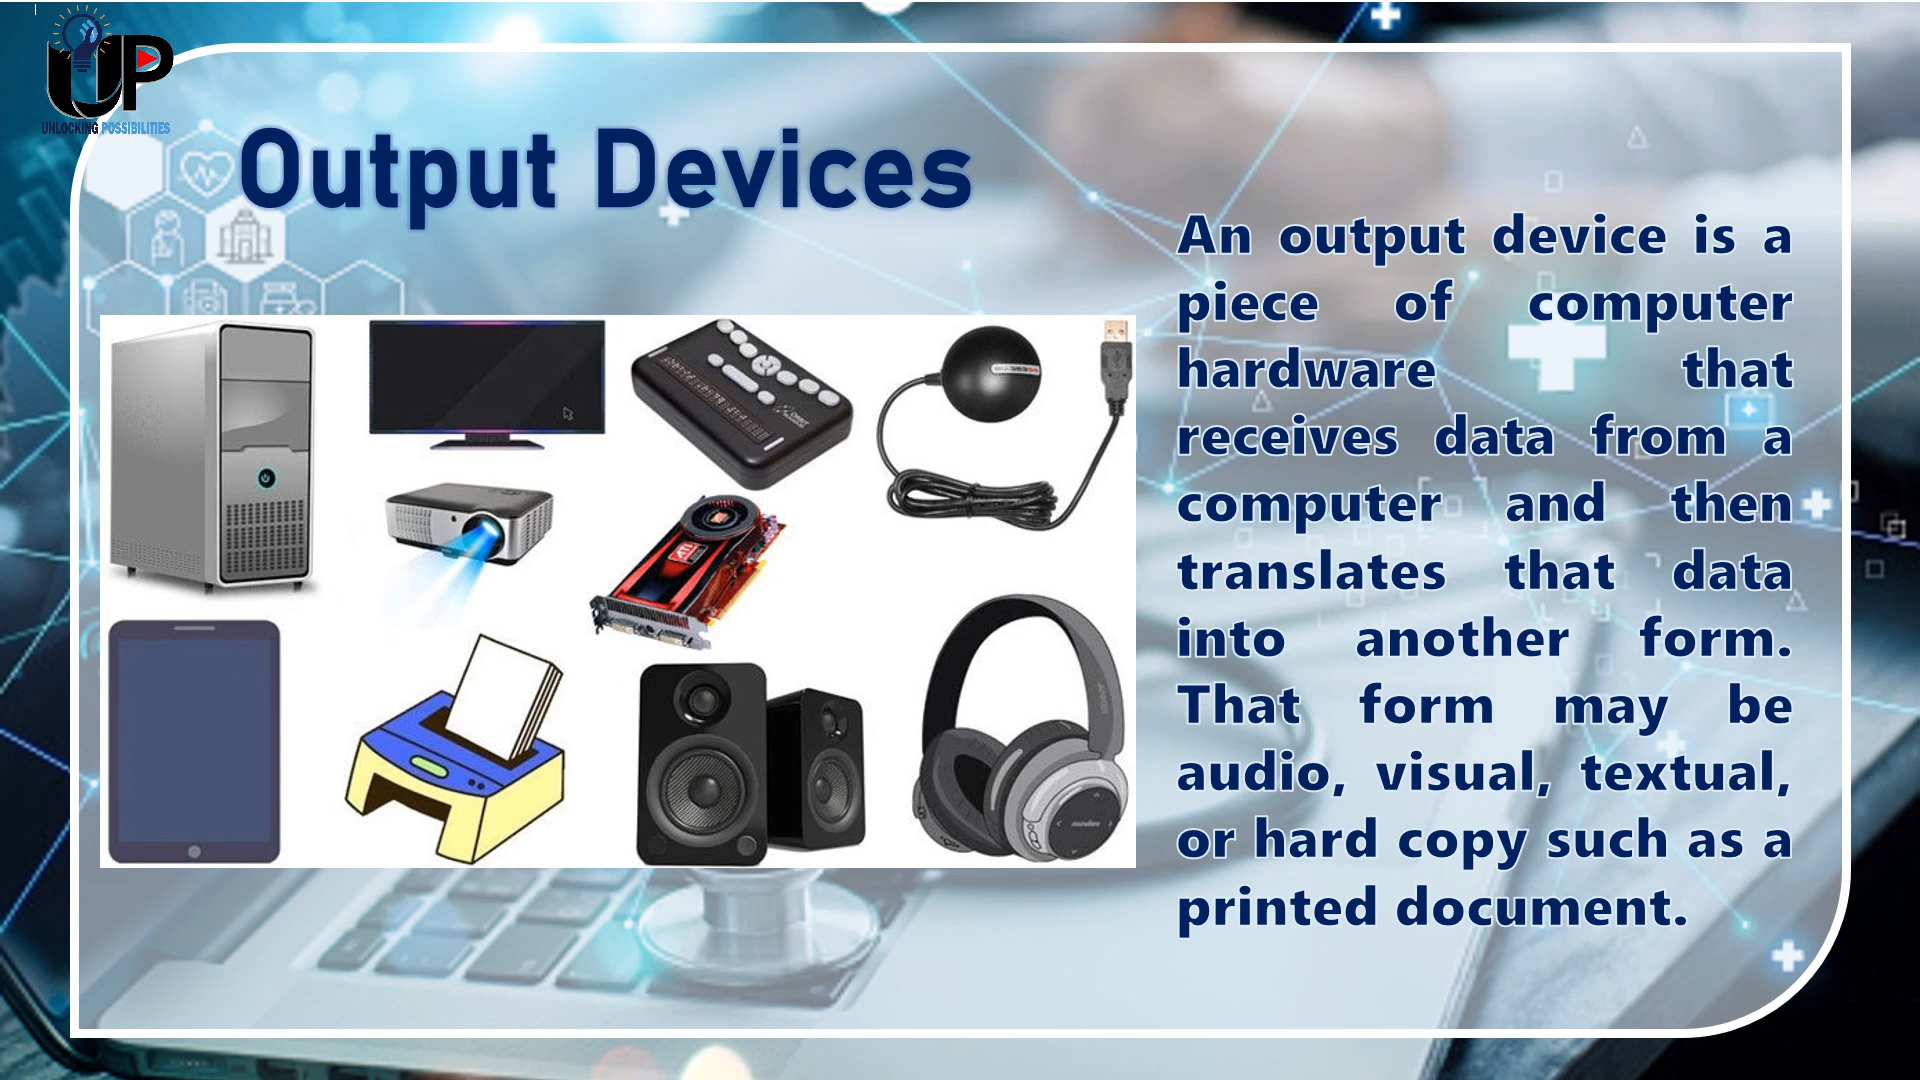 UP
UNLOCKING POSSIBILITIES
Output Devices
An output device is a
piece of computer
hardware that
receives data from a
computer and then
translates that data
into another form.
That form may be
audio, visual, textual,
or hard copy such as a
printed document.
ATI